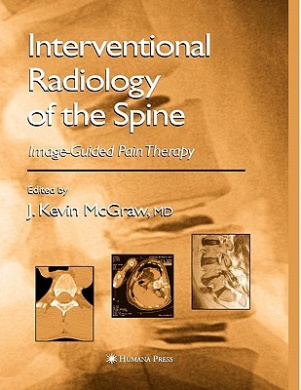 Interventional
Radiology
of the Spine
Image-Guided Pain Therapy
Edited by
J. Kevin McGraw, MD
Humana Press